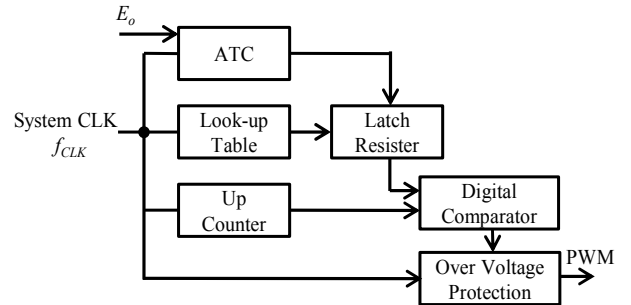 E_o
ATC
System CLK
f_CLK
Look-up
Table
Latch
Resister
Up
Counter
Digital
Comparator
Over Voltage
Protection
PWM